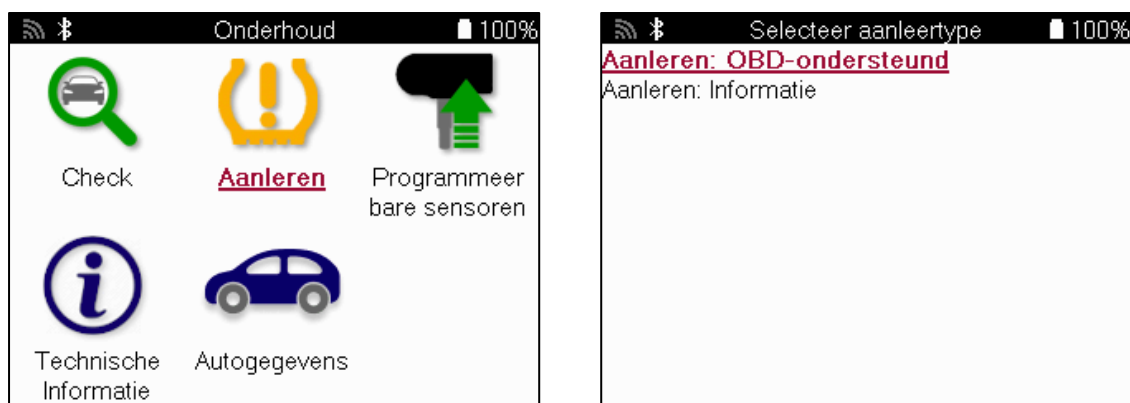 Onderhoud 100%
Check
Aanleren
Programmeer
bare sensoren
Technische
Informatie
Autogegevens
Selecteer aanleertype 100%
Aanleren: OBD-ondersteund
Aanleren: Informatie